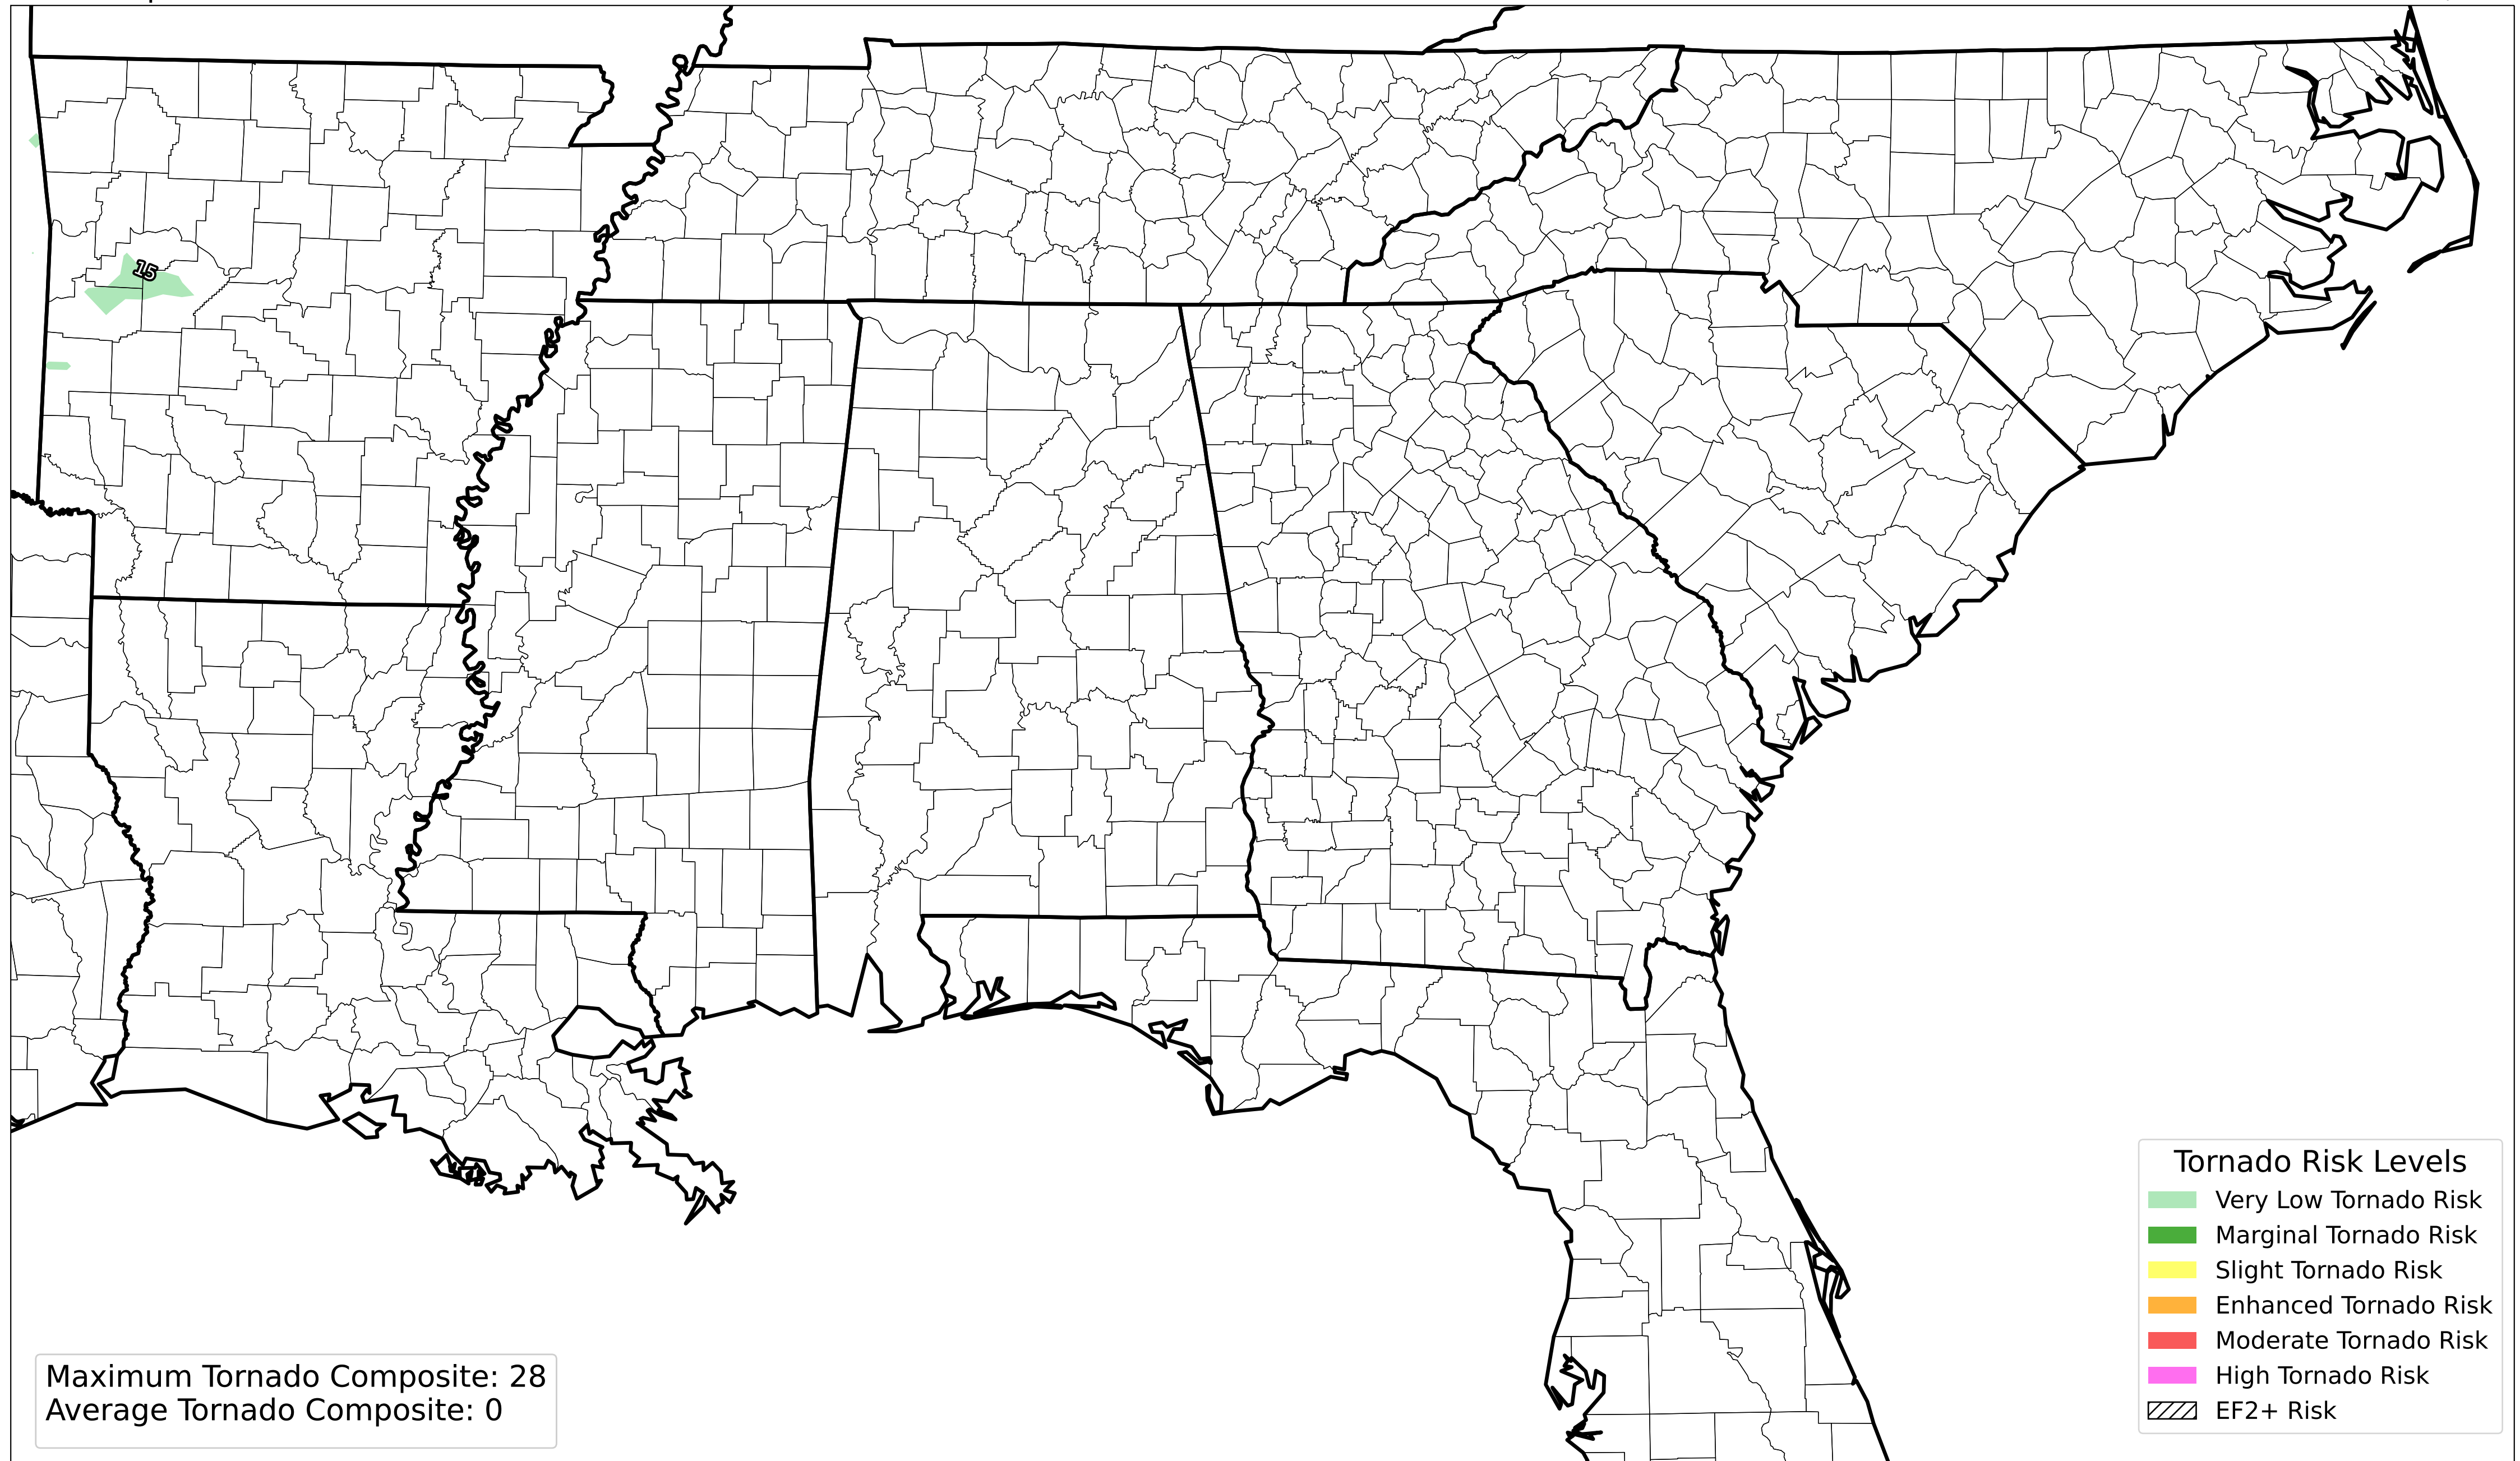 15
Tornado Risk Levels
Very Low Tornado Risk
Marginal Tornado Risk
Slight Tornado Risk
Enhanced Tornado Risk
Moderate Tornado Risk
High Tornado Risk
EF2+ Risk
Maximum Tornado Composite: 28
Average Tornado Composite: 0